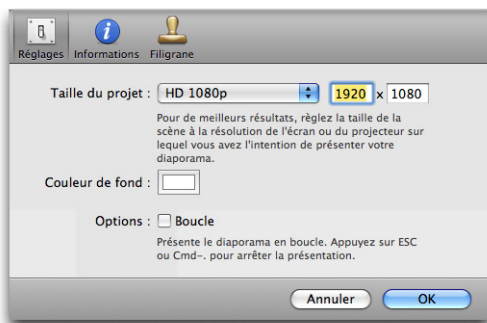 Réglages Informations Filigrane
Taille du projet : HD 1080p 1920 x 1080
Pour de meilleurs résultats, règlez la taille de la
scène à la résolution de l'écran ou du projecteur sur
lequel vous avez l'intention de présenter votre
diaporama.
Couleur de fond :
Options : Boucle
Présente le diaporama en boucle. Appuyez sur ESC
ou Cmd-. pour arrêter la présentation.
Annuler OK